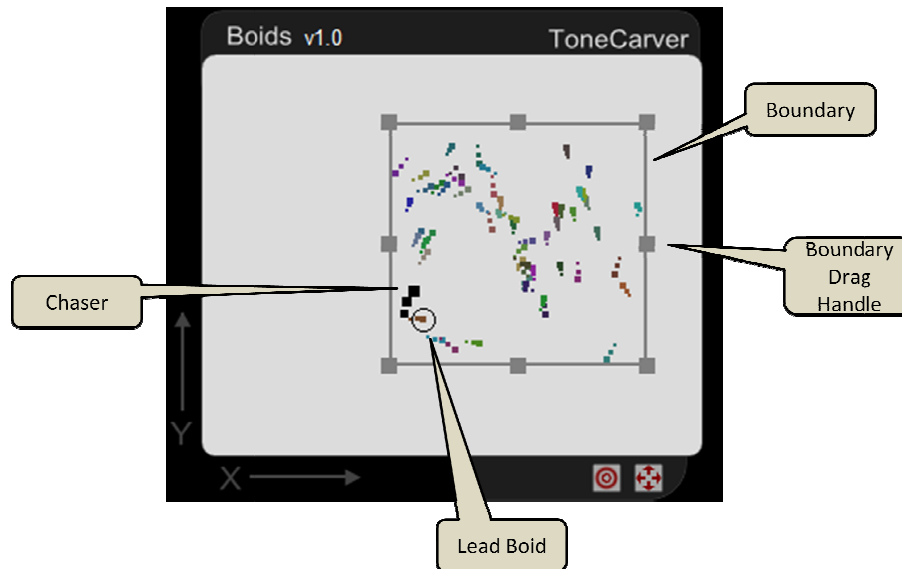 Boids v1.0
ToneCarver
Boundary
Boundary
Drag
Handle
Chaser
Y
X
Lead Boid